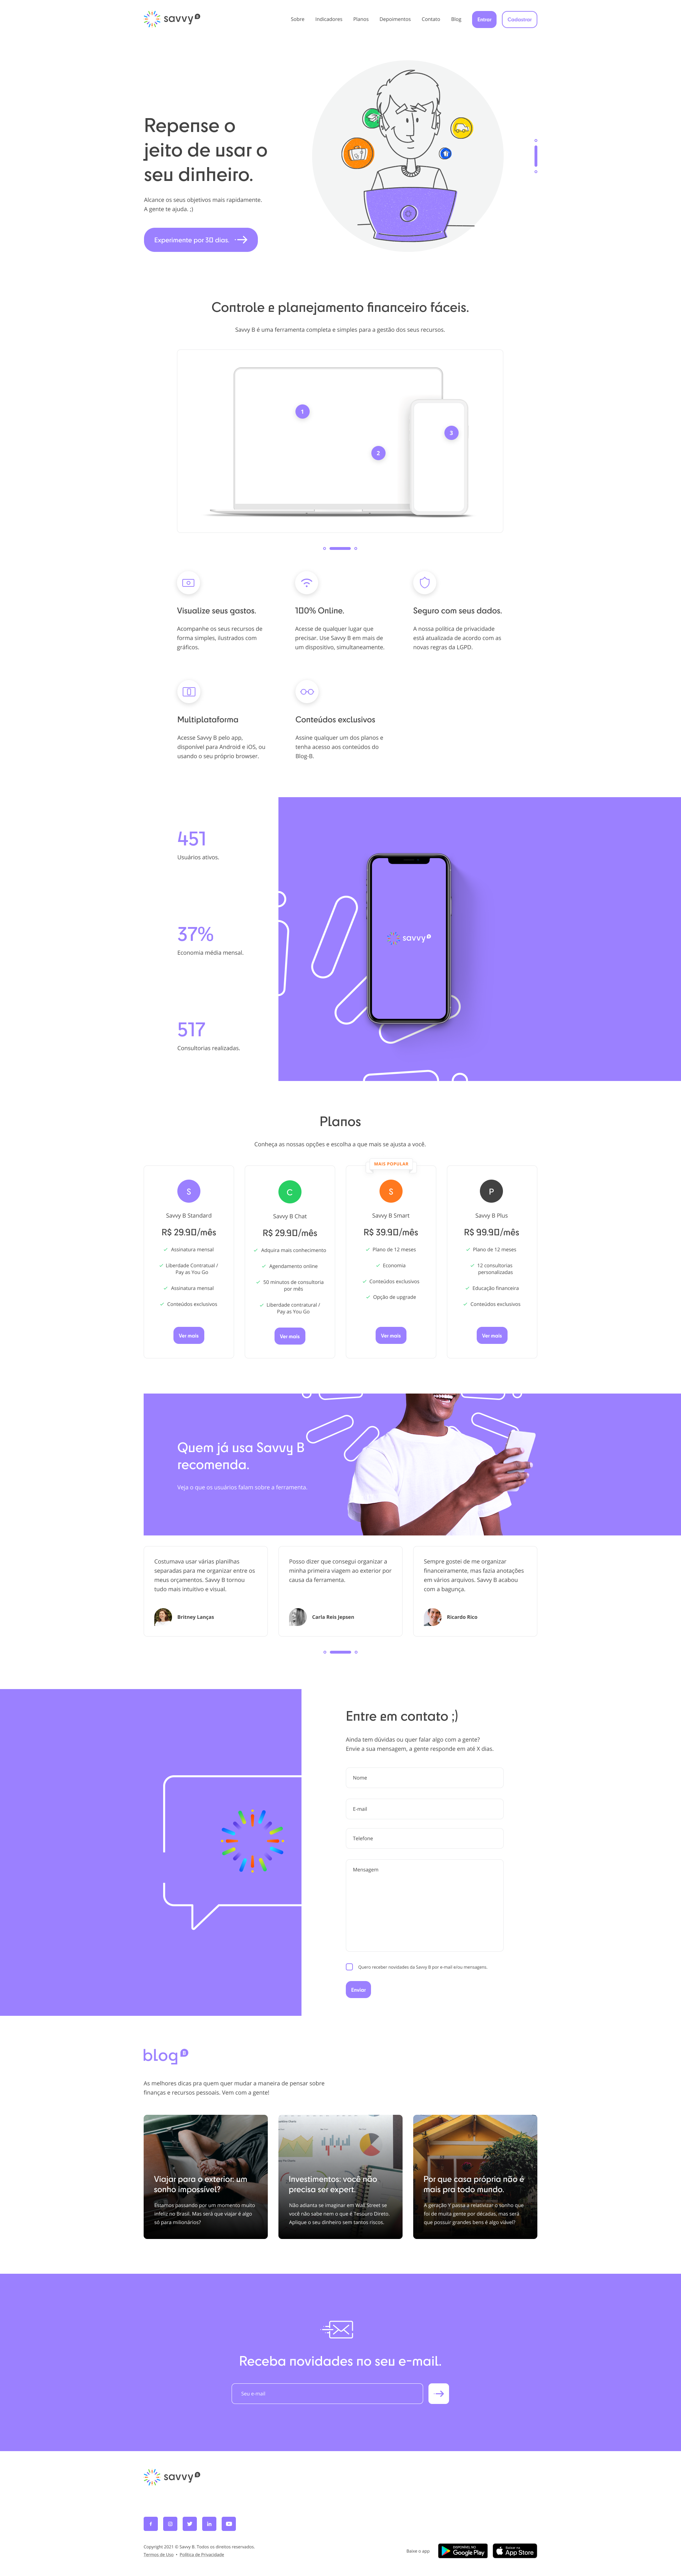 savvy B
Sobre
Indicadores
Planos
Depoimentos
Contato
Blog
Entrar
Cadastrar
Repense o
jeito de usar o
seu dinheiro.
Alcance os seus objetivos mais rapidamente.
A gente te ajuda. ;)
Experimente por 30 dias.
Controle e planejamento financeiro fáceis.
Savvy B é uma ferramenta completa e simples para a gestão dos seus recursos.
1
2
3
Visualize seus gastos.
Acompanhe os seus recursos de
forma simples, ilustrados com
gráficos.
100% Online.
Acesse de qualquer lugar que
precisar. Use Savvy B em mais de
um dispositivo, simultaneamente.
Seguro com seus dados.
A nossa política de privacidade
está atualizada de acordo com as
novas regras da LGPD.
Multiplataforma
Acesse Savvy B pelo app,
disponível para Android e iOS, ou
usando o seu próprio browser.
Conteúdos exclusivos
Assine qualquer um dos planos e
tenha acesso aos conteúdos do
Blog-B.
451
Usuários ativos.
37%
Economia média mensal.
517
Consultorias realizadas.
savvy B
Planos
Conheça as nossas opções e escolha a que mais se ajusta a você.
S
Savvy B Standard
R$ 29.90/mês
Assinatura mensal
Liberdade Contratual /
Pay as You Go
Assinatura mensal
Conteúdos exclusivos
Ver mais
C
Savvy B Chat
R$ 29.90/mês
Adquira mais conhecimento
Agendamento online
50 minutos de consultoria
por mês
Liberdade contratural /
Pay as You Go
Ver mais
MAIS POPULAR
S
Savvy B Smart
R$ 39.90/mês
Plano de 12 meses
Economia
Conteúdos exclusivos
Opção de upgrade
Ver mais
P
Savvy B Plus
R$ 99.90/mês
Plano de 12 meses
12 consultorias
personalizadas
Educação financeira
Conteúdos exclusivos
Ver mais
Quem já usa Savvy B
recomenda.
Veja o que os usuários falam sobre a ferramenta.
Costumava usar várias planilhas
separadas para me organizar entre os
meus orçamentos. Savvy B tornou
tudo mais intuitivo e visual.
Britney Lanças
Posso dizer que consegui organizar a
minha primeira viagem ao exterior por
causa da ferramenta.
Carla Reis Jepsen
Sempre gostei de me organizar
financeiramente, mas fazia anotações
em vários arquivos. Savvy B acabou
com a bagunça.
Ricardo Rico
Entre em contato ;)
Ainda tem dúvidas ou quer falar algo com a gente?
Envie a sua mensagem, a gente responde em até X dias.
Nome
E-mail
Telefone
Mensagem
Quero receber novidades da Savvy B por e-mail e/ou mensagens.
Enviar
blog B
As melhores dicas pra quem quer mudar a maneira de pensar sobre
finanças e recursos pessoais. Vem com a gente!
Viajar para o exterior: um
sonho impossível?
Estamos passando por um momento muito
infeliz no Brasil. Mas será que viajar é algo
só para milionários?
Investimentos: você não
precisa ser expert.
Não adianta se imaginar em Wall Street se
você não sabe nem o que é Tesouro Direto.
Aplique o seu dinheiro sem tantos riscos.
Por que casa própria não é
mais pra todo mundo.
A geração Y passa a relativizar o sonho que
foi de muita gente por décadas, mas será
que possuir grandes bens é algo viável?
Receba novidades no seu e-mail.
Seu e-mail
savvy B
Copyright 2021 © Savvy B. Todos os direitos reservados.
Termos de Uso • Política de Privacidade
Baixe o app:
DISPONÍVEL NO
Google Play
Baixar na
App Store